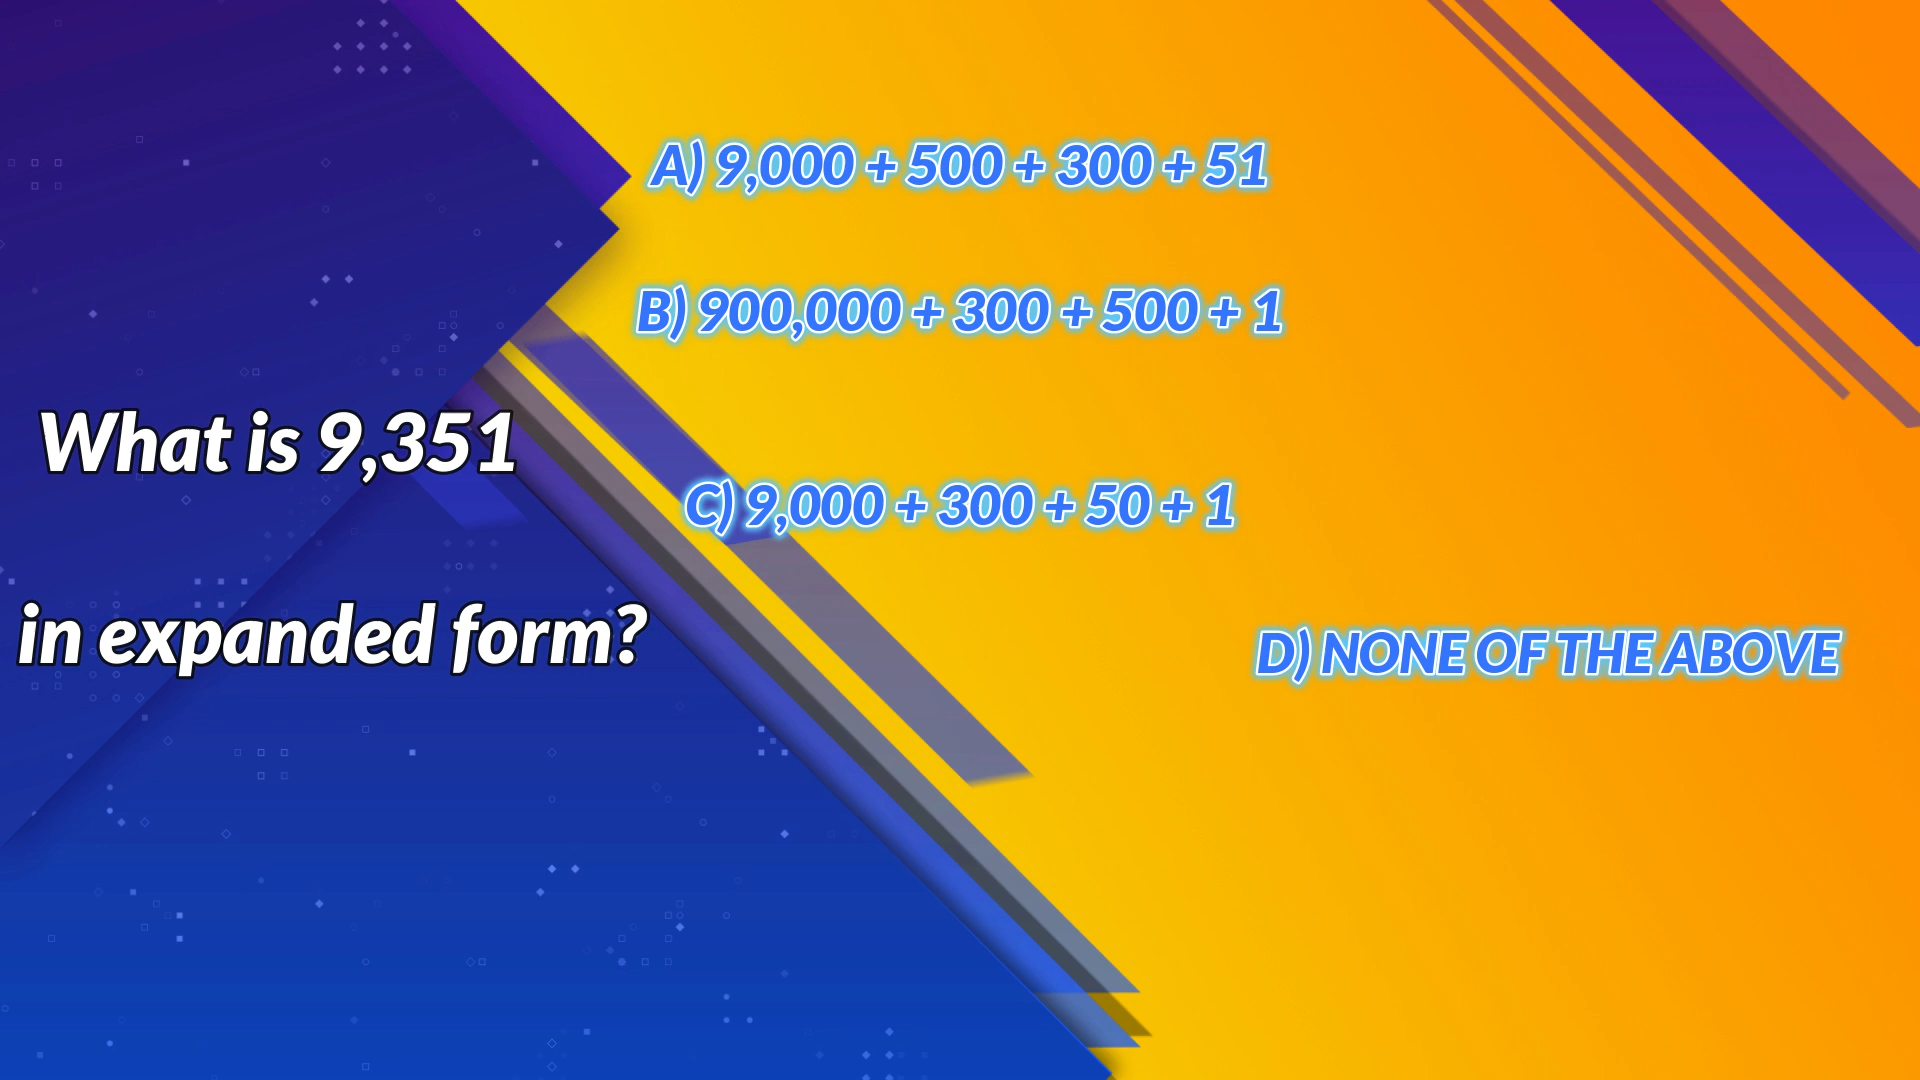 What is 9,351
in expanded form?
A) 9,000 + 500 + 300 + 51
B) 900,000 + 300 + 500 + 1
C) 9,000 + 300 + 50 + 1
D) NONE OF THE ABOVE